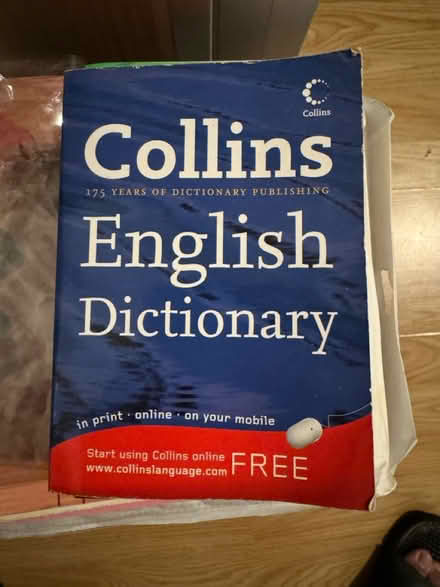 Collins
Collins
175 YEARS OF DICTIONARY PUBLISHING
English
Dictionary
in print · online · on your mobile
Start using Collins online
www.collinslanguage.com FREE